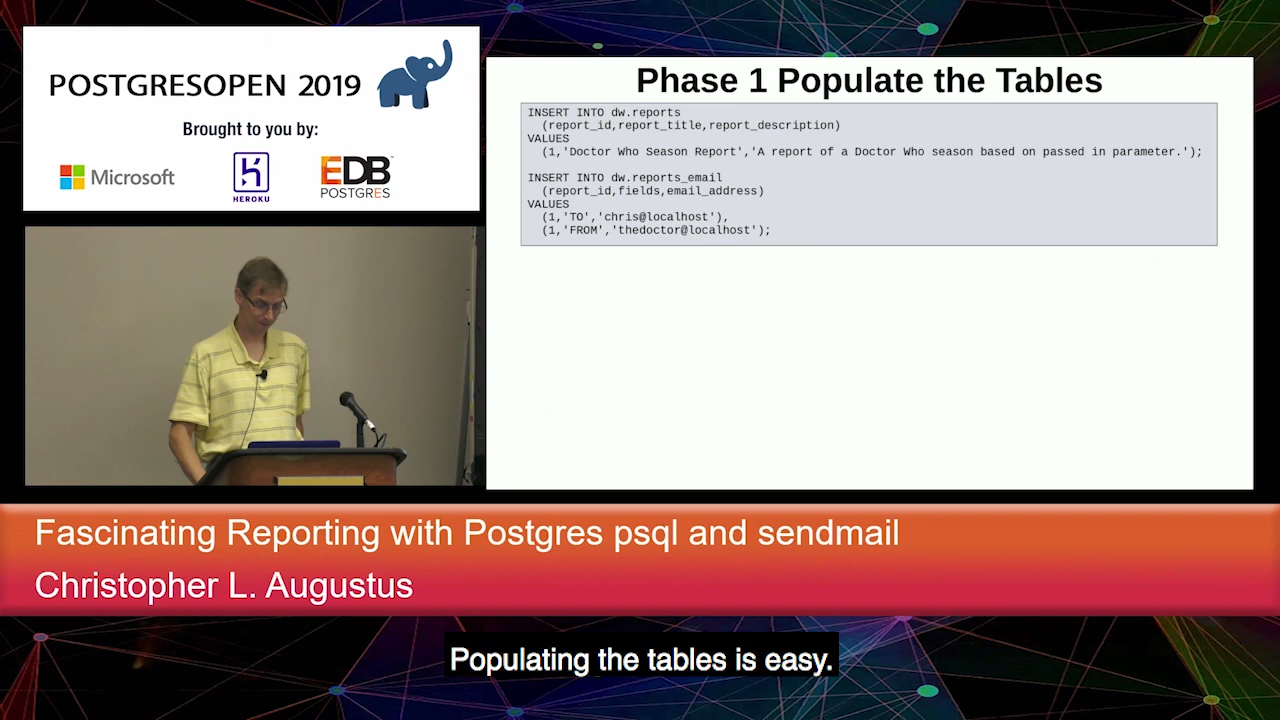 POSTGRESOPEN 2019
Brought to you by:
Microsoft
HEROKU
EDB
POSTGRES
Phase 1 Populate the Tables
INSERT INTO dw.reports
(report_id,report_title,report_description)
VALUES
(1,'Doctor Who Season Report','A report of a Doctor Who season based on passed in parameter.');
INSERT INTO dw.reports_email
(report_id,fields,email_address)
VALUES
(1,'TO','chris@localhost'),
(1,'FROM','thedoctor@localhost');
Fascinating Reporting with Postgres psql and sendmail
Christopher L. Augustus
Populating the tables is easy.